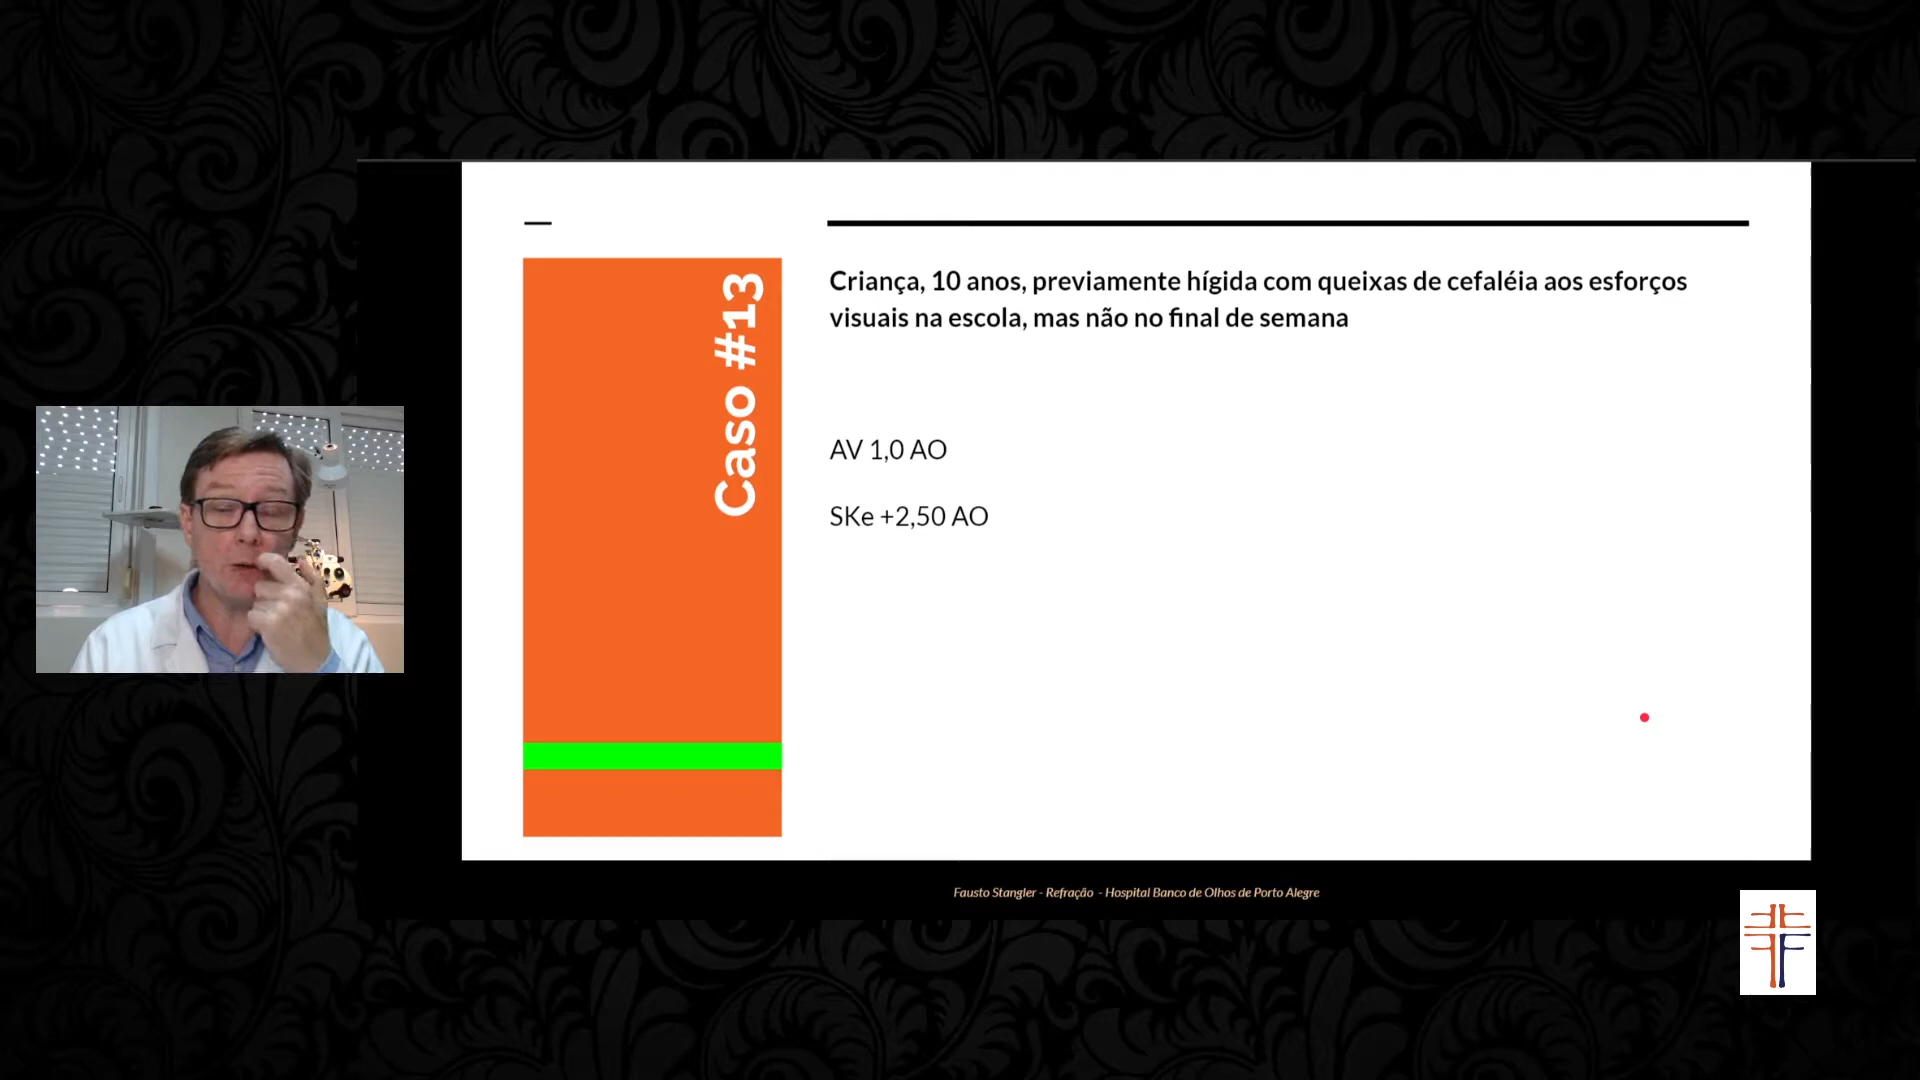 Caso #13
Criança, 10 anos, previamente hígida com queixas de cefaléia aos esforços
visuais na escola, mas não no final de semana
AV 1,0 AO
SKe +2,50 AO
Fausto Stangler - Refração - Hospital Banco de Olhos de Porto Alegre